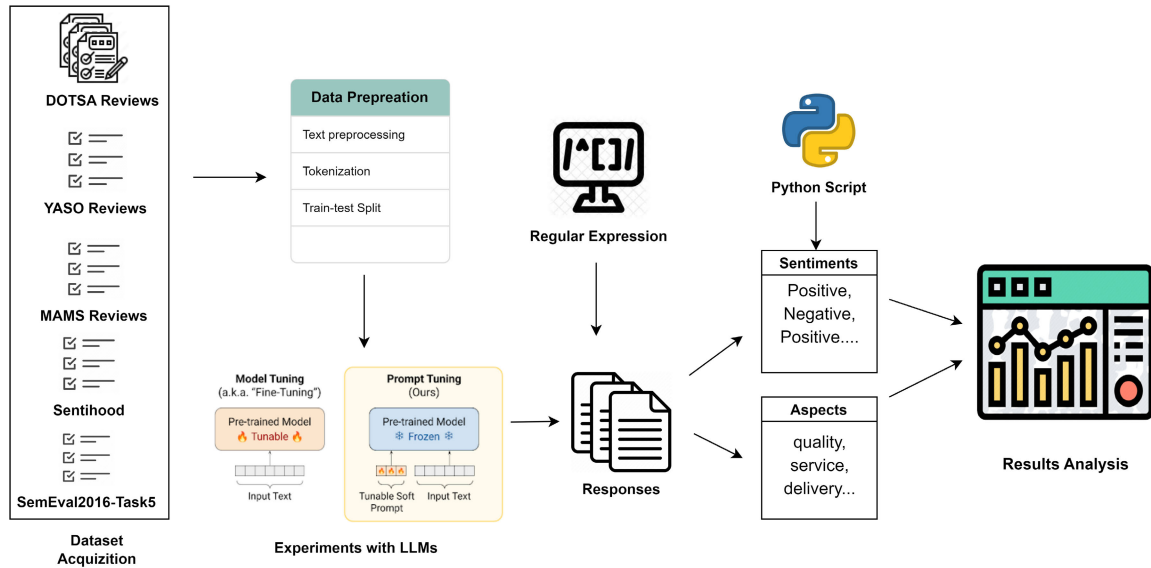 DOTSA Reviews
YASO Reviews
MAMS Reviews
Sentihood
SemEval2016-Task5
Dataset
Acquizition
Data Prepreation
Text preprocessing
Tokenization
Train-test Split
Model Tuning
(a.k.a. “Fine-Tuning”)
Pre-trained Model
Tunable
Input Text
Prompt Tuning
(Ours)
Pre-trained Model
Frozen
Tunable Soft
Prompt
Input Text
Experiments with LLMs
/^[]/
Regular Expression
Responses
Python Script
Sentiments
Positive,
Negative,
Positive....
Aspects
quality,
service,
delivery...
Results Analysis